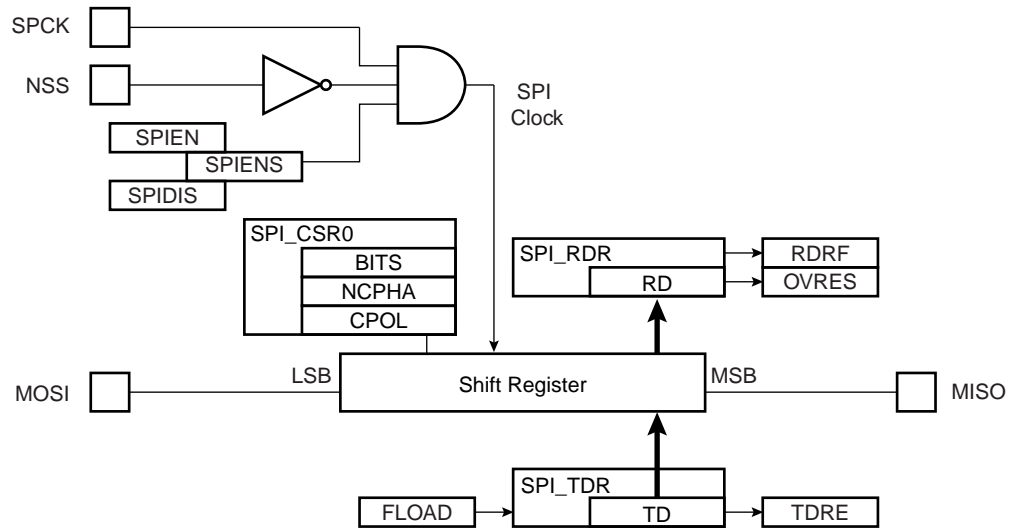 SPCK
NSS
SPI
Clock
SPIEN
SPIENS
SPIDIS
SPI_CSR0
BITS
NCPHA
CPOL
SPI_RDR
RD
RDRF
OVRES
MOSI
LSB
Shift Register
MSB
MISO
SPI_TDR
FLOAD
TD
TDRE